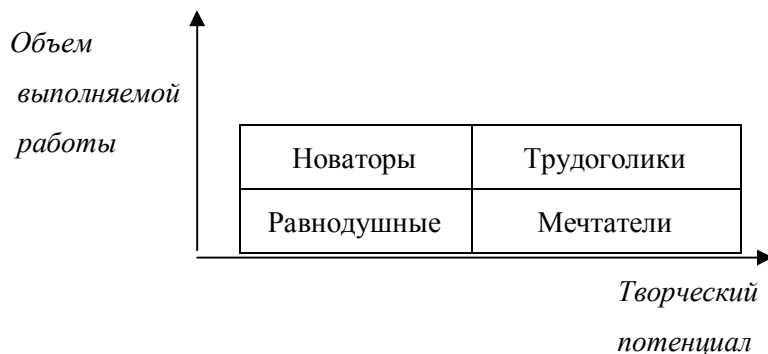 Объем
выполняемой
работы
Новаторы Трудоголики
Равнодушные Мечтатели
Творческий
потенциал